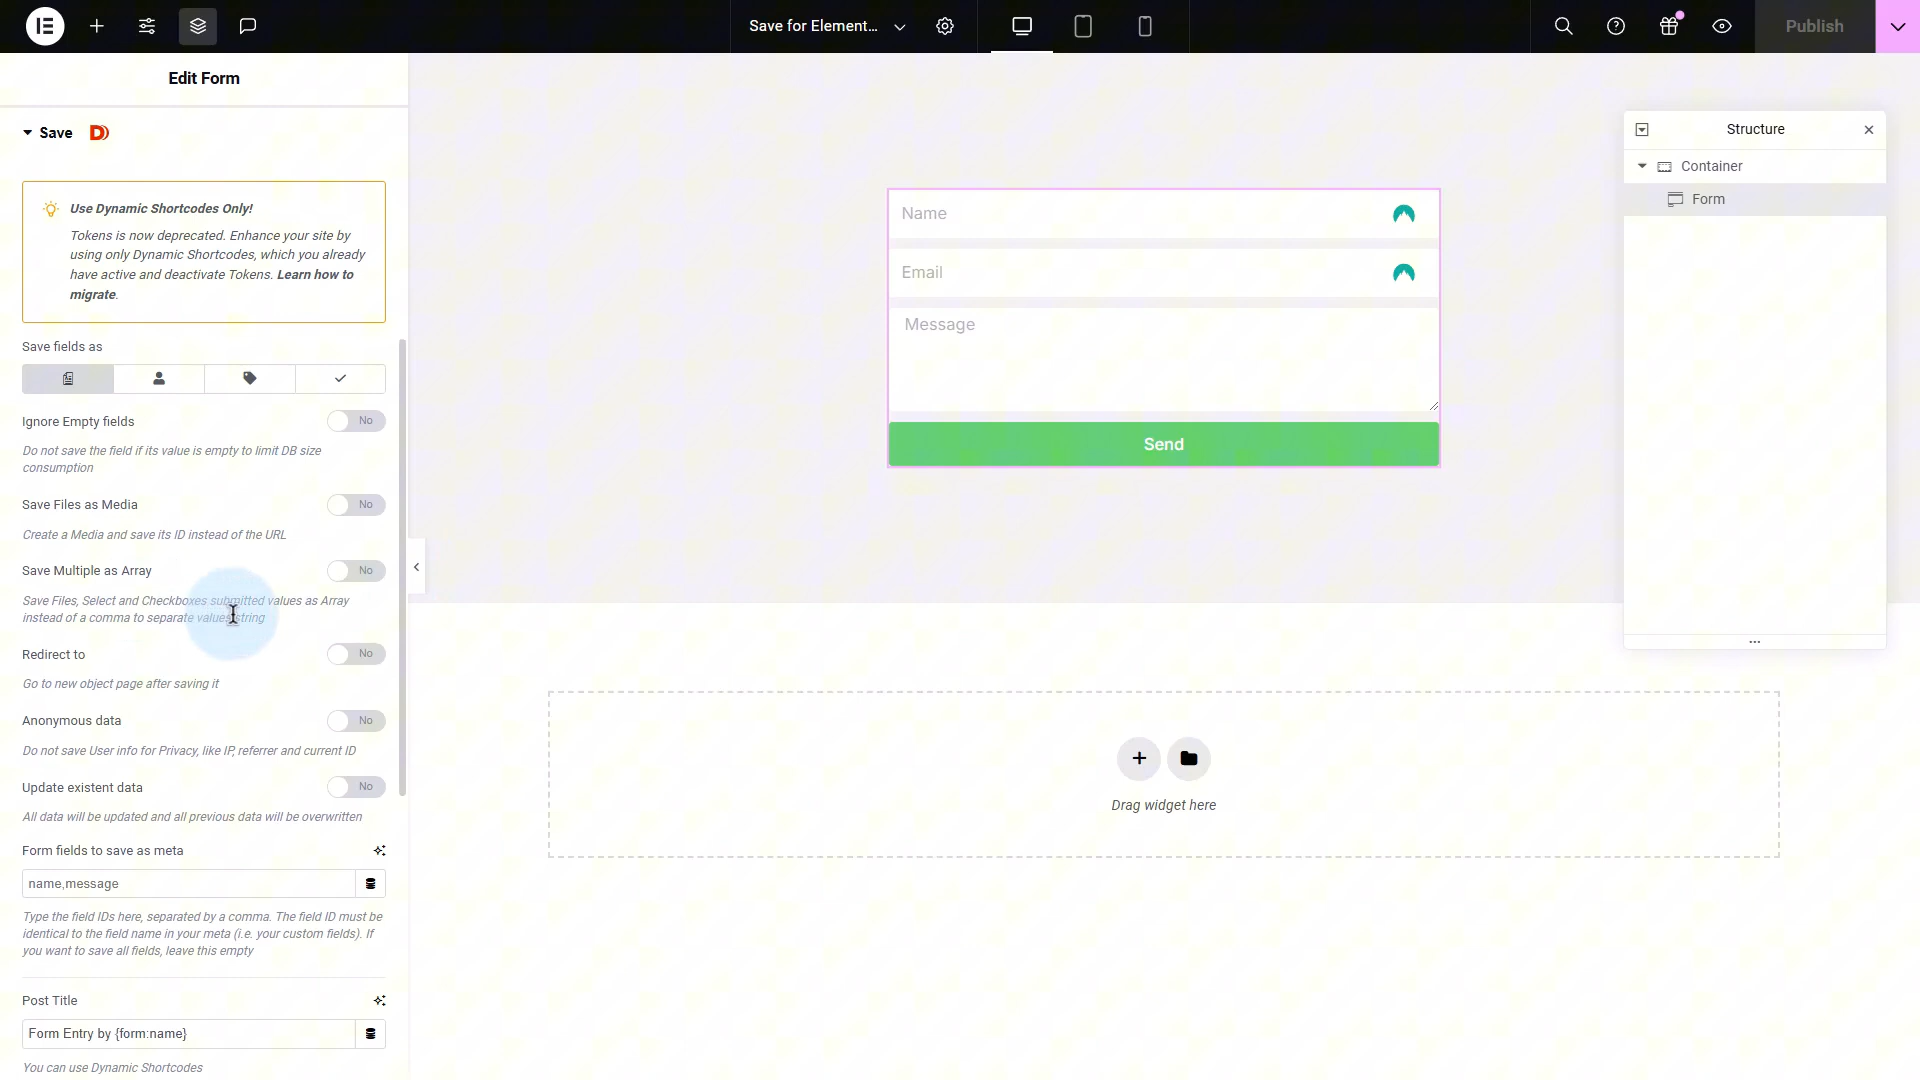 Save for Element...
Publish
Edit Form
Save
Use Dynamic Shortcodes Only!
Tokens is now deprecated. Enhance your site by
using only Dynamic Shortcodes, which you already
have active and deactivate Tokens. Learn how to
migrate.
Save fields as
Ignore Empty fields
No
Do not save the field if its value is empty to limit DB size
consumption
Save Files as Media
No
Create a Media and save its ID instead of the URL
Save Multiple as Array
No
Save Files, Select and Checkboxes submitted values as Array
instead of a comma to separate values string
Redirect to
No
Go to new object page after saving it
Anonymous data
No
Do not save User info for Privacy, like IP, referrer and current ID
Update existent data
No
All data will be updated and all previous data will be overwritten
Form fields to save as meta
name,message
Type the field IDs here, separated by a comma. The field ID must be
identical to the field name in your meta (i.e. your custom fields). If
you want to save all fields, leave this empty
Post Title
Form Entry by {form:name}
You can use Dynamic Shortcodes
Name
Email
Message
Send
Drag widget here
Structure
Container
Form